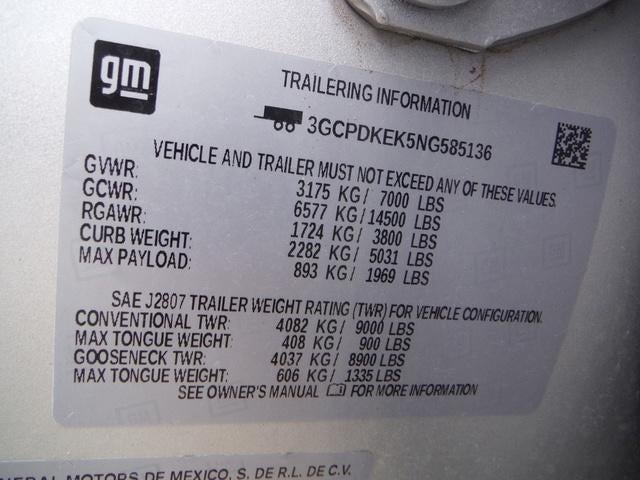 gm
TRAILERING INFORMATION
3GCPDKEK5NG585136
VEHICLE AND TRAILER MUST NOT EXCEED ANY OF THESE VALUES.
GVWR: 3175 KG/ 7000 LBS
GCWR: 6577 KG/14500 LBS
RGAWR: 1724 KG/ 3800 LBS
CURB WEIGHT: 2282 KG/ 5031 LBS
MAX PAYLOAD: 893 KG/ 1969 LBS
SAE J2807 TRAILER WEIGHT RATING (TWR) FOR VEHICLE CONFIGURATION.
CONVENTIONAL TWR: 4082 KG/ 9000 LBS
MAX TONGUE WEIGHT: 408 KG/ 900 LBS
GOOSENECK TWR: 4037 KG/ 8900 LBS
MAX TONGUE WEIGHT: 606 KG/ 1335 LBS
SEE OWNER'S MANUAL FOR MORE INFORMATION
MOTORS DE MEXICO, S. DE R.L. DE C.V.